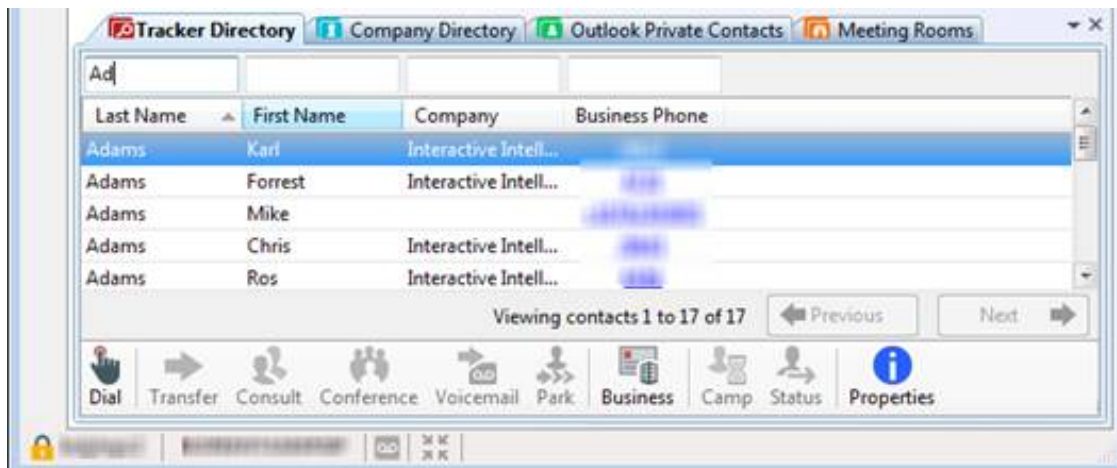 Tracker Directory Company Directory Outlook Private Contacts Meeting Rooms
Ad
Last Name First Name Company Business Phone
Adams Karl Interactive Intell...
Adams Forrest Interactive Intell...
Adams Mike
Adams Chris Interactive Intell...
Adams Ros Interactive Intell...
Viewing contacts 1 to 17 of 17 Previous Next
Dial Transfer Consult Conference Voicemail Park Business Camp Status Properties